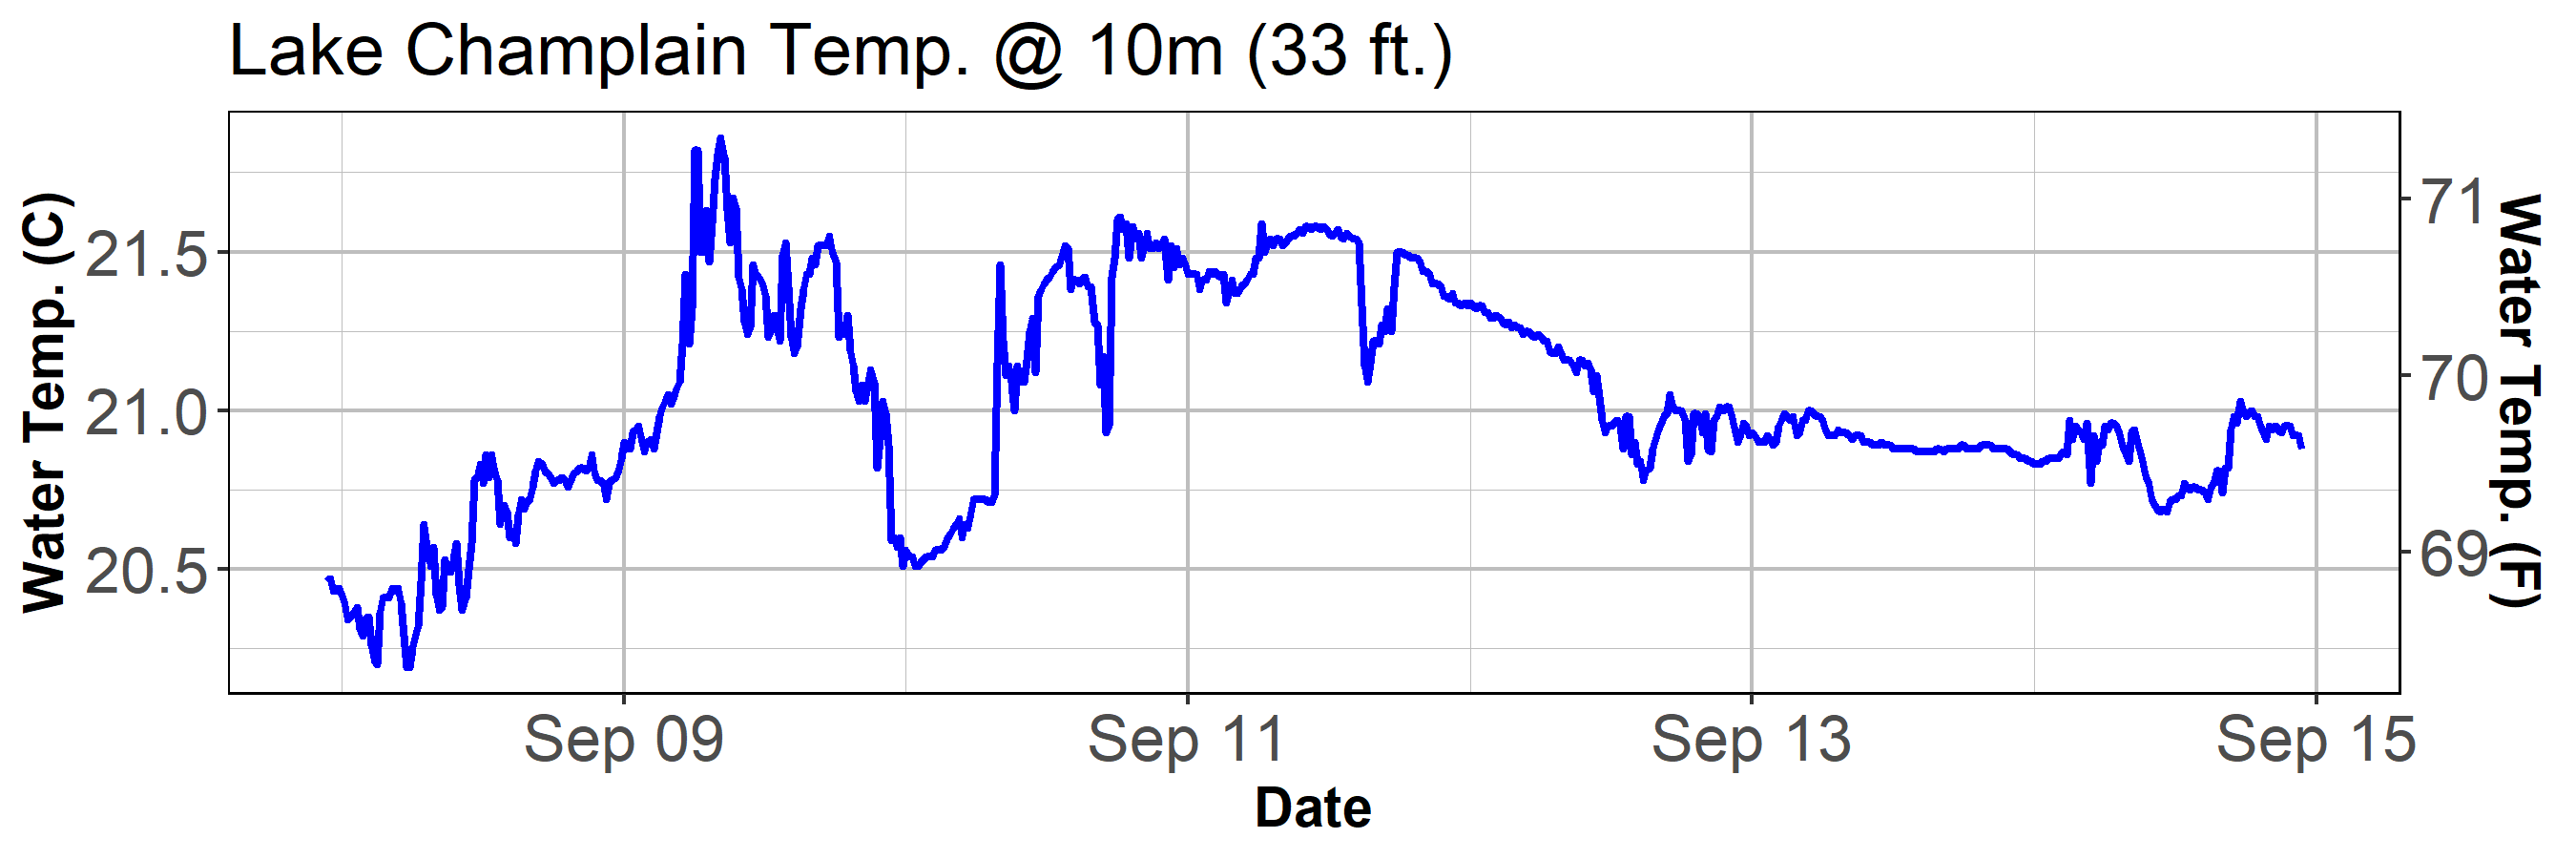 Lake Champlain Temp. @ 10m (33 ft.)
Water Temp. (C)
21.5
21.0
20.5
71
70
69
Water Temp. (F)
Sep 09
Sep 11
Sep 13
Sep 15
Date